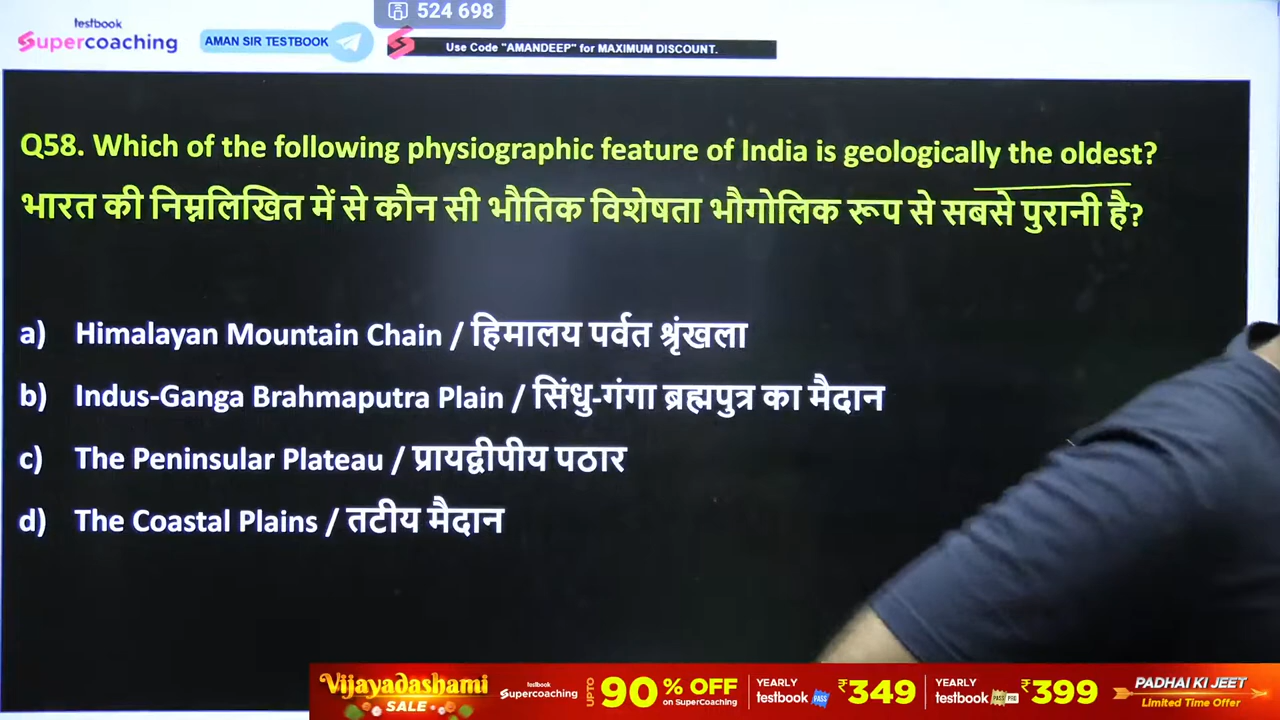 testbook
Supercoaching
AMAN SIR TESTBOOK
524 698
Use Code "AMANDEEP" for MAXIMUM DISCOUNT.
Q58. Which of the following physiographic feature of India is geologically the oldest?
भारत की निम्नलिखित में से कौन सी भौतिक विशेषता भौगोलिक रूप से सबसे पुरानी है?
a) Himalayan Mountain Chain / हिमालय पर्वत श्रृंखला
b) Indus-Ganga Brahmaputra Plain / सिंधु-गंगा ब्रह्मपुत्र का मैदान
c) The Peninsular Plateau / प्रायद्वीपीय पठार
d) The Coastal Plains / तटीय मैदान
Vijayadashami
SALE
testbook
Supercoaching
UPTO
90% OFF
on SuperCoaching
YEARLY
testbook PASS
₹349
YEARLY
testbook PASS PRO
₹399
PADHAI KI JEET
Limited Time Offer